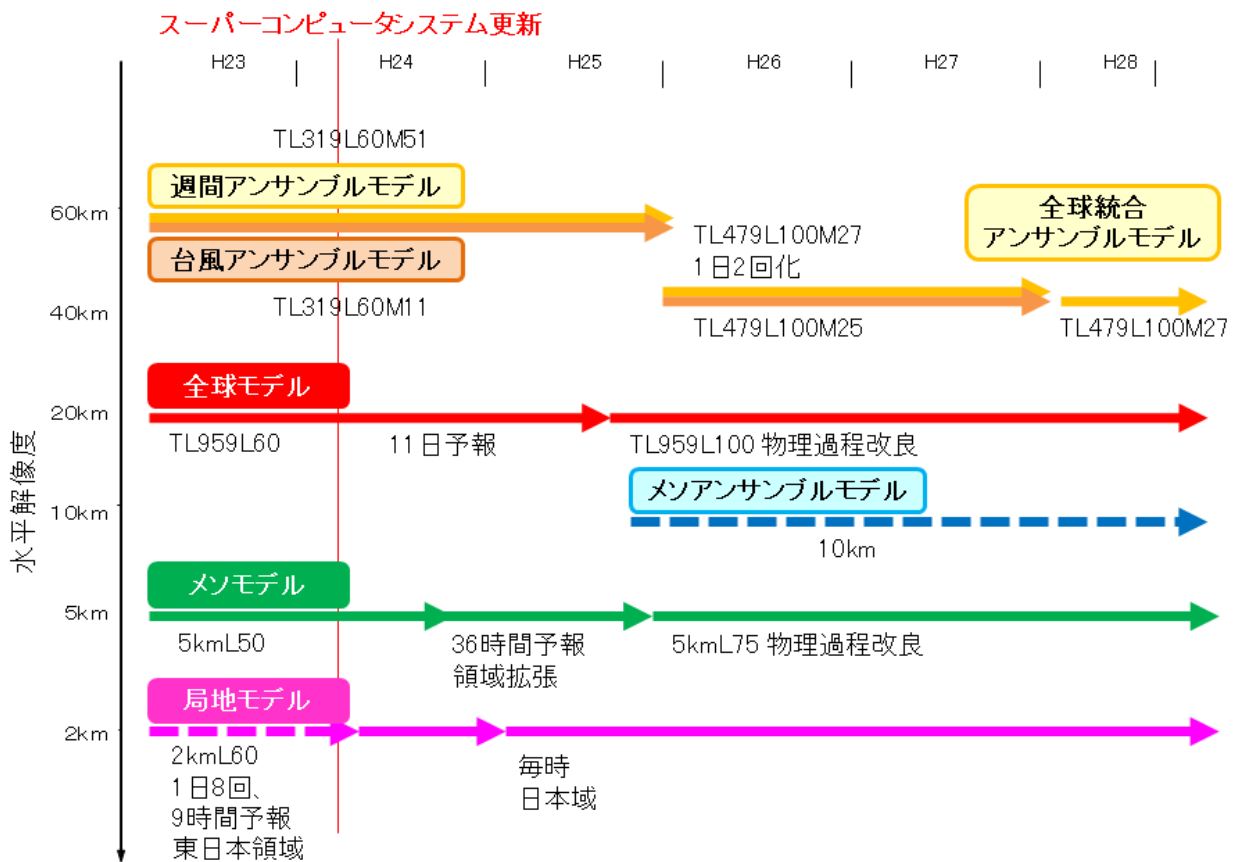 スーパーコンピュータシステム更新
H23
H24
H25
H26
H27
H28
水平解像度
60km
40km
20km
10km
5km
2km
TL319L60M51
週間アンサンブルモデル
台風アンサンブルモデル
TL319L60M11
TL479L100M27
1日2回化
TL479L100M25
全球統合
アンサンブルモデル
TL479L100M27
全球モデル
TL959L60
11日予報
TL959L100 物理過程改良
メソアンサンブルモデル
10km
メソモデル
5kmL50
36時間予報
領域拡張
5kmL75 物理過程改良
局地モデル
2kmL60
1日8回、
9時間予報
東日本領域
毎時
日本域